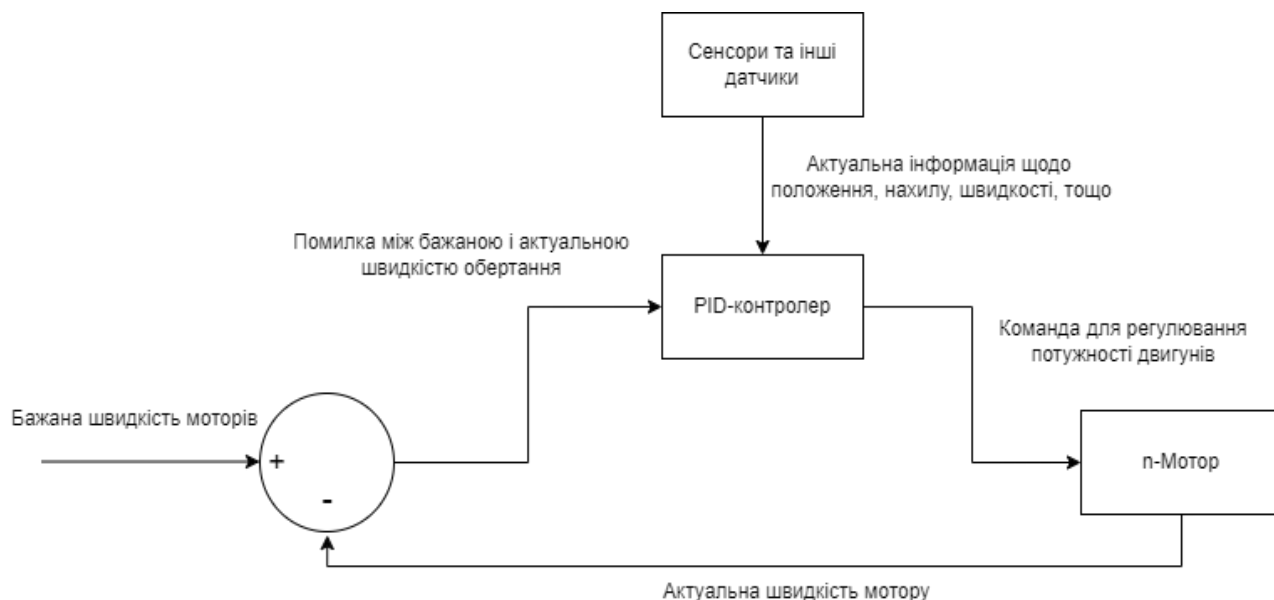 Сенсори та інші
датчики
Актуальна інформація щодо
положення, нахилу, швидкості, тощо
Помилка між бажаною і актуальною
швидкістю обертання
PID-контролер
Команда для регулювання
потужності двигунів
Бажана швидкість моторів
+
-
n-Мотор
Актуальна швидкість мотору